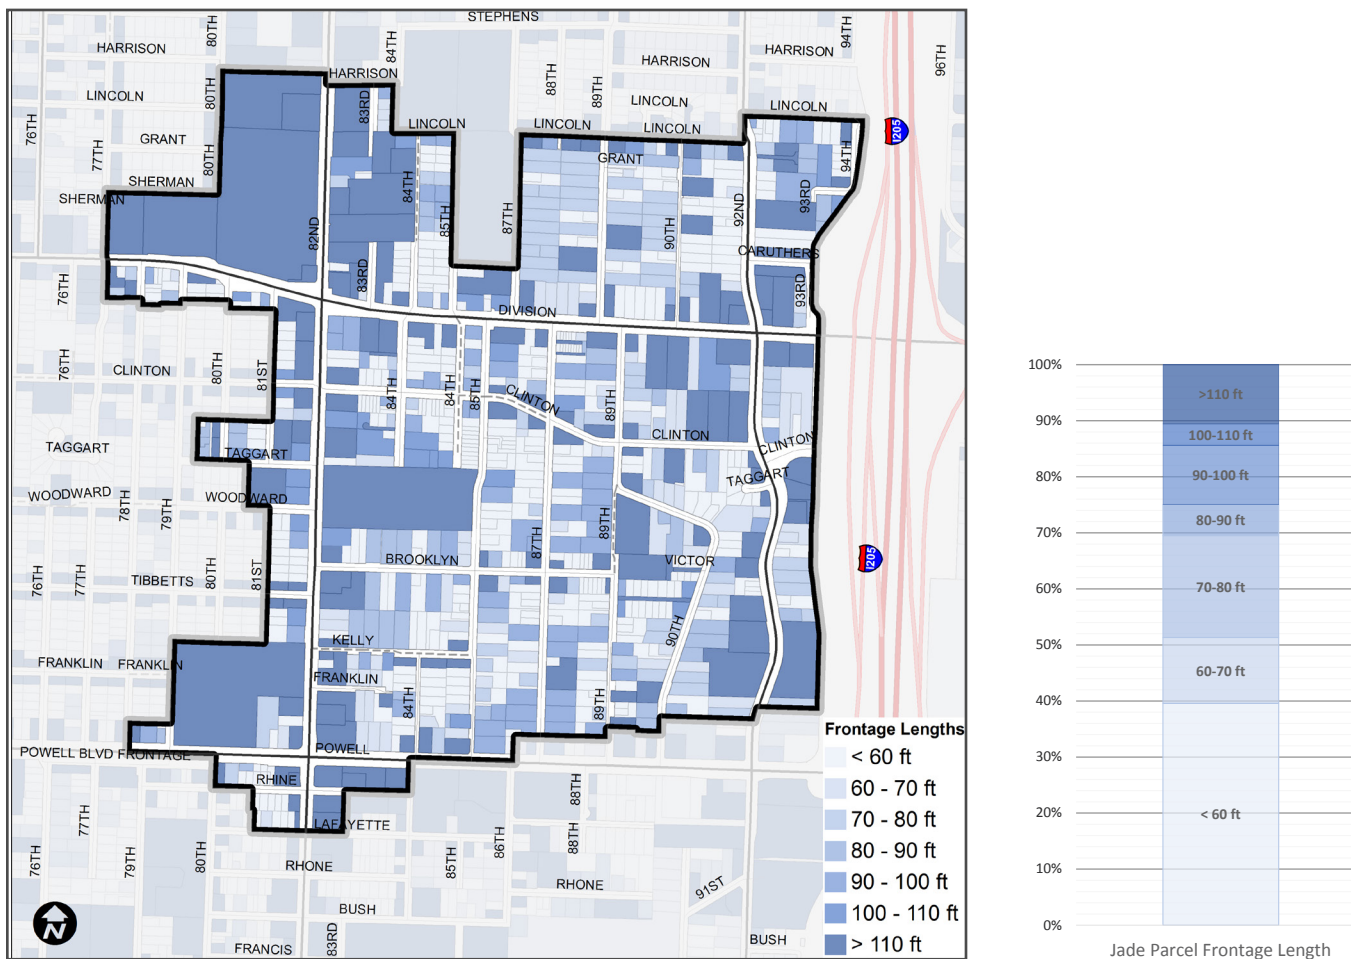 STEPHENS
HARRISON
80TH
84TH
HARRISON
94TH
96TH
HARRISON
88TH
HARRISON
89TH
LINCOLN
80TH
83RD
LINCOLN
LINCOLN
LINCOLN
LINCOLN
LINCOLN
76TH
GRANT
77TH
80TH
GRANT
94TH
I205
SHERMAN
SHERMAN
84TH
93RD
92ND
82ND
85TH
87TH
90TH
CARUTHERS
76TH
83RD
93RD
DIVISION
CLINTON
76TH
80TH
81ST
84TH
84TH
85TH
CLINTON
89TH
CLINTON
CLINTON
TAGGART
TAGGART
TAGGART
WOODWARD
WOODWARD
78TH
79TH
89TH
87TH
BROOKLYN
VICTOR
I205
76TH
77TH
TIBBETTS
80TH
81ST
KELLY
90TH
FRANKLIN
FRANKLIN
FRANKLIN
84TH
89TH
POWELL
POWELL BLVD FRONTAGE
RHINE
88TH
LAFAYETTE
77TH
76TH
79TH
80TH
85TH
86TH
88TH
RHONE
RHONE
91ST
BUSH
BUSH
FRANCIS
83RD
N
Frontage Lengths
< 60 ft
60 - 70 ft
70 - 80 ft
80 - 90 ft
90 - 100 ft
100 - 110 ft
> 110 ft
100%
90%
80%
70%
60%
50%
40%
30%
20%
10%
0%
>110 ft
100-110 ft
90-100 ft
80-90 ft
70-80 ft
60-70 ft
< 60 ft
Jade Parcel Frontage Length